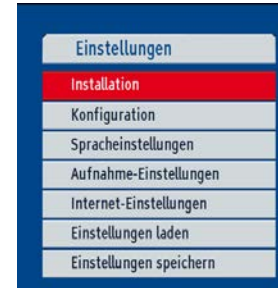 Einstellungen
Installation
Konfiguration
Spracheinstellungen
Aufnahme-Einstellungen
Internet-Einstellungen
Einstellungen laden
Einstellungen speichern